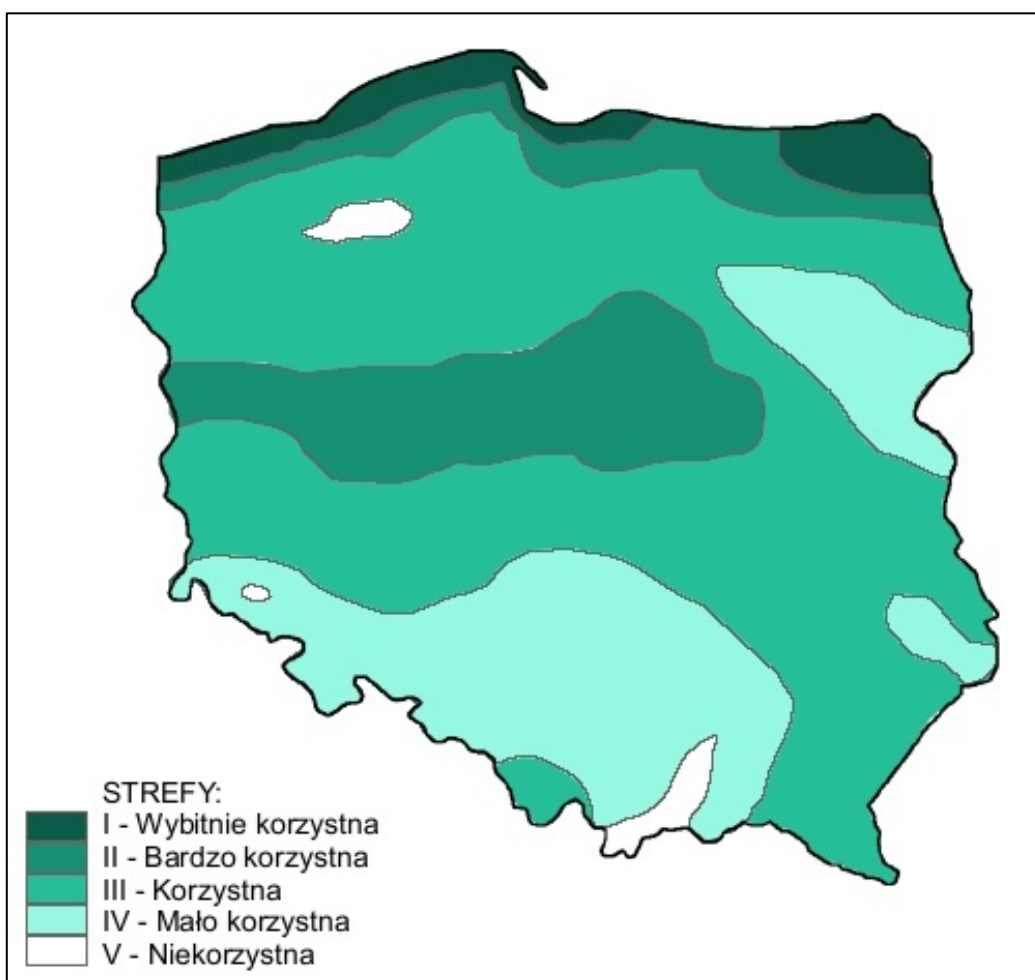 STREFY:
I - Wybitnie korzystna
II - Bardzo korzystna
III - Korzystna
IV - Mało korzystna
V - Niekorzystna